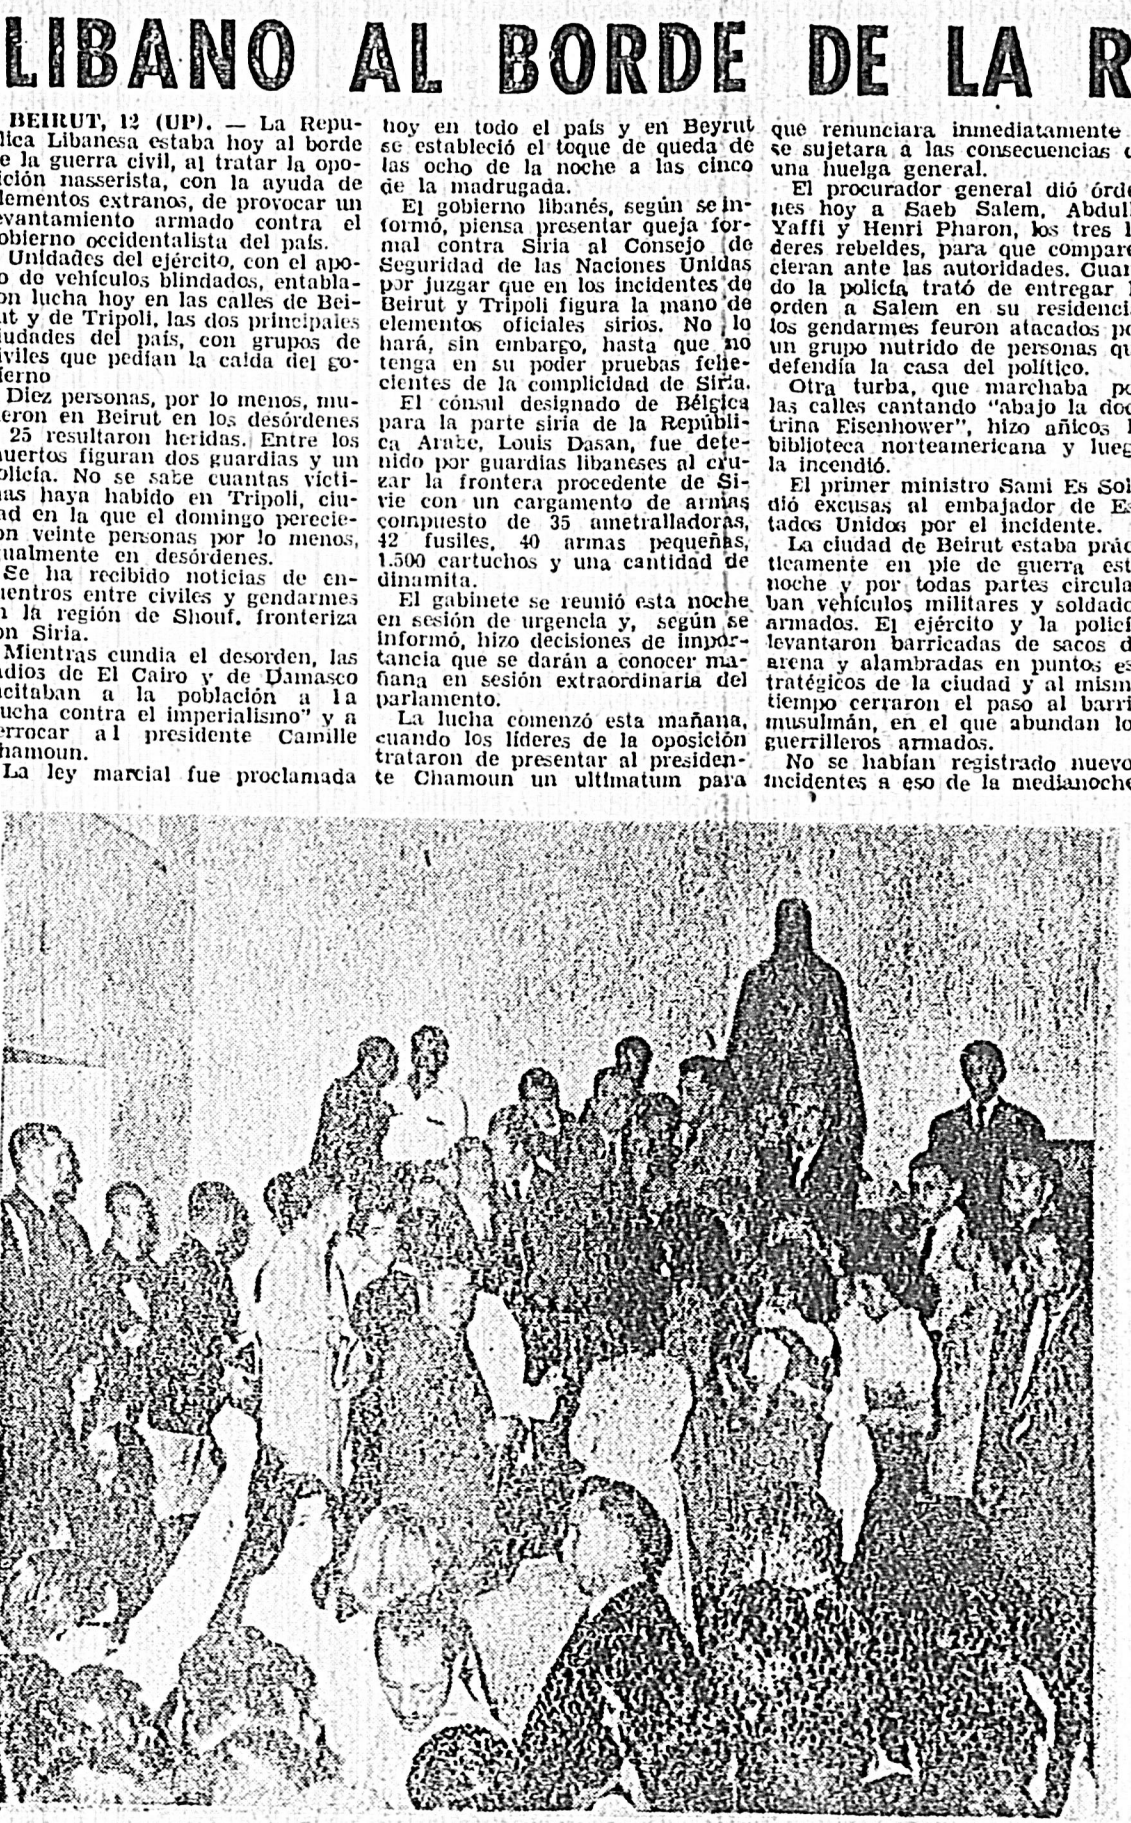 LIBANO AL BORDE DE LA R
BEIRUT, 12 (UP). — La Repu-
lica Libanesa estaba hoy al borde
e la guerra civil, al tratar la opo-
ición nasserista, con la ayuda de
lementos extranos, de provocar un
evantamiento armado contra el
obierno occidentalista del país.
Unidades del ejército, con el apo-
o de vehículos blindados, entabla-
on lucha hoy en las calles de Bei-
ut y de Tripoli, las dos principales
iudades del país, con grupos de
iviles que pedían la caida del go-
ierno
Diez personas, por lo menos, mu-
ieron en Beirut en los desórdenes
25 resultaron heridas. Entre los
uertos figuran dos guardias y un
olicía. No se sabe cuantas vícti-
as haya habido en Tripoli, ciu-
ad en la que el domingo perecie-
on veinte personas por lo menos,
ualmente en desórdenes.
Se ha recibido noticias de en-
uentros entre civiles y gendarmes
n la región de Shouf, fronteriza
on Siria.
Mientras cundia el desorden, las
adios de El Cairo y de Damasco
ncitaban a la población a la
ucha contra el imperialismo" y a
errocar al presidente Camille
hamoun.
La ley marcial fue proclamada
hoy en todo el país y en Beyrut
se estableció el toque de queda de
las ocho de la noche a las cinco
de la madrugada.
El gobierno libanés, según se in-
formó, piensa presentar queja for-
mal contra Siria al Consejo de
Seguridad de las Naciones Unidas
por juzgar que en los incidentes de
Beirut y Tripoli figura la mano de
elementos oficiales sirios. No lo
hará, sin embargo, hasta que no
tenga en su poder pruebas fehe-
cientes de la complicidad de Siria.
El cónsul designado de Bélgica
para la parte siria de la Repúbli-
ca Arabe, Louis Dasan, fue dete-
nido por guardias libaneses al cru-
zar la frontera procedente de Si-
rie con un cargamento de armas
compuesto de 35 ametralladoras,
42 fusiles, 40 armas pequeñas,
1.500 cartuchos y una cantidad de
dinamita.
El gabinete se reunió esta noche
en sesión de urgencia y, según se
informó, hizo decisiones de impor-
tancia que se darán a conocer ma-
ñana en sesión extraordinaria del
parlamento.
La lucha comenzó esta mañana,
cuando los líderes de la oposición
trataron de presentar al presiden-
te Chamoun un ultimatum para
que renunciara inmediatamente
se sujetara a las consecuencias d
una huelga general.
El procurador general dió órde
nes hoy a Saeb Salem, Abdull
Yaffi y Henri Pharon, los tres l
deres rebeldes, para que compare
cieran ante las autoridades. Cuan
do la policía trató de entregar l
orden a Salem en su residencia
los gendarmes feuron atacados po
un grupo nutrido de personas qu
defendía la casa del político.
Otra turba, que marchaba po
las calles cantando "abajo la doc
trina Eisenhower", hizo añicos l
biblioteca norteamericana y lueg
la incendió.
El primer ministro Sami Es Sol
dió excusas al embajador de Es
tados Unidos por el incidente.
La ciudad de Beirut estaba prác
ticamente en pie de guerra est
noche y por todas partes circula
ban vehículos militares y soldado
armados. El ejército y la policí
levantaron barricadas de sacos d
arena y alambradas en puntos es
tratégicos de la ciudad y al mism
tiempo cerraron el paso al barri
musulmán, en el que abundan lo
guerrilleros armados.
No se habían registrado nuevo
incidentes a eso de la medianoche